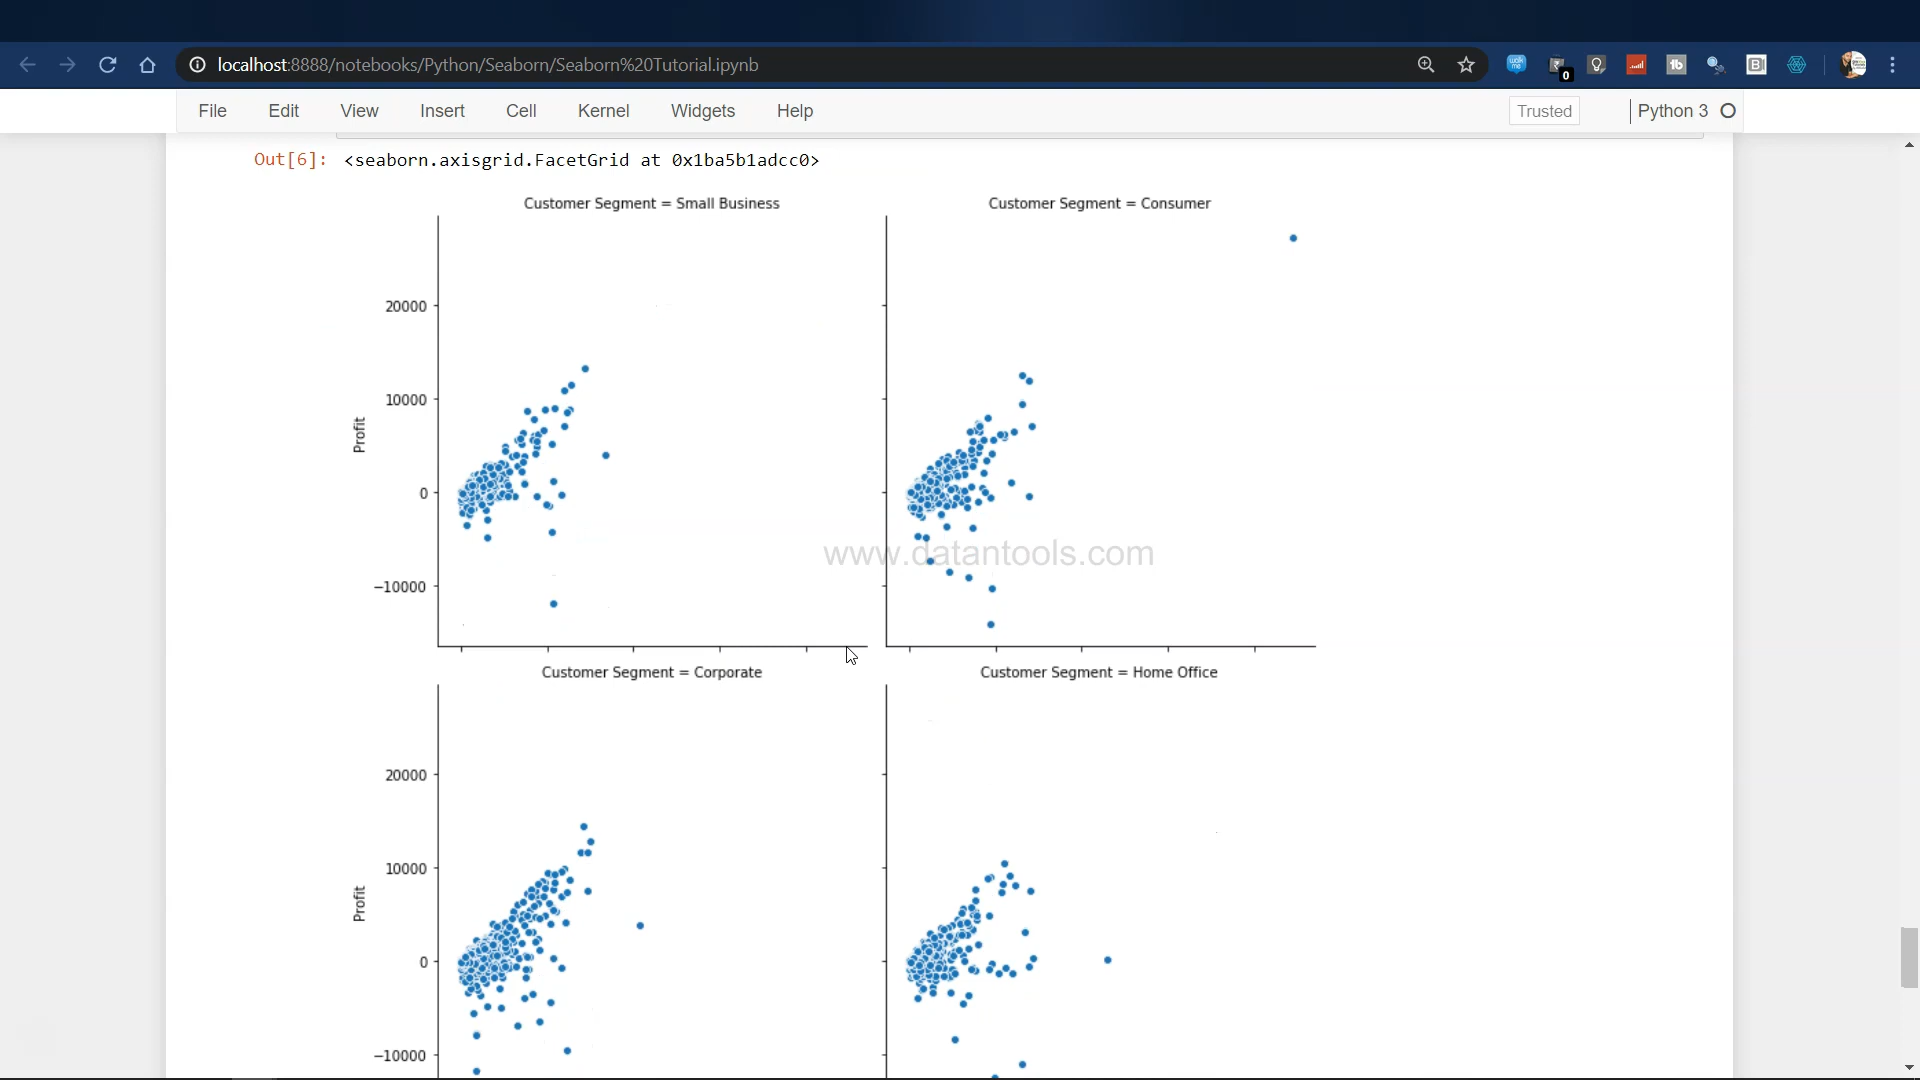 localhost:8888/notebooks/Python/Seaborn/Seaborn%20Tutorial.ipynb
0
File Edit View Insert Cell Kernel Widgets Help Trusted Python 3
Out[6]: <seaborn.axisgrid.FacetGrid at 0x1ba5b1adcc0>
Customer Segment = Small Business Customer Segment = Consumer
20000
10000
Profit
0
www.datantools.com
−10000
Customer Segment = Corporate Customer Segment = Home Office
20000
10000
Profit
0
−10000